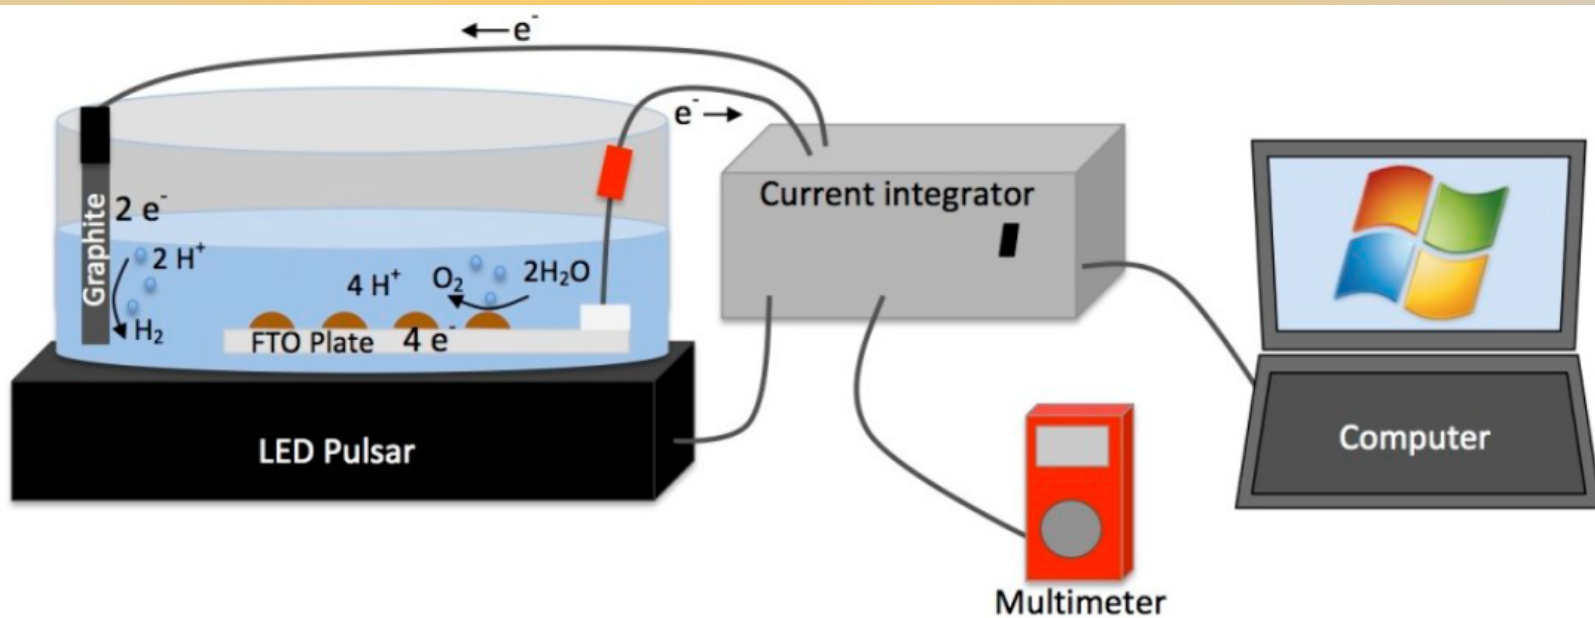 e⁻
e⁻
Current integrator
Graphite
2 e⁻
2 H⁺
H₂
4 H⁺
O₂
2H₂O
FTO Plate
4 e⁻
LED Pulsar
Computer
Multimeter